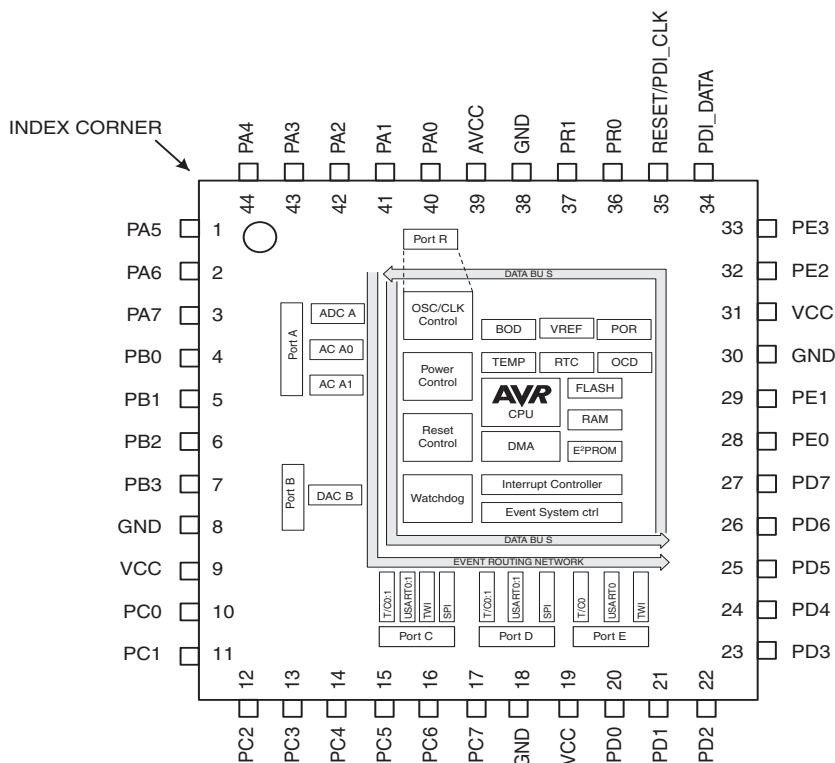 INDEX CORNER
PA4
PA3
PA2
PA1
PA0
AVCC
GND
PR1
PR0
RESET/PDI_CLK
PDI_DATA
44
43
42
41
40
39
38
37
36
35
34
PA5 1
PA6 2
PA7 3
PB0 4
PB1 5
PB2 6
PB3 7
GND 8
VCC 9
PC0 10
PC1 11
33 PE3
32 PE2
31 VCC
30 GND
29 PE1
28 PE0
27 PD7
26 PD6
25 PD5
24 PD4
23 PD3
Port R
DATA BU S
OSC/CLK
Control
BOD
VREF
POR
Port A
ADC A
AC A0
AC A1
Power
Control
TEMP
RTC
OCD
AVR
CPU
FLASH
RAM
Reset
Control
DMA
E²PROM
Port B
DAC B
Watchdog
Interrupt Controller
Event System ctrl
DATA BU S
EVENT ROUTING NETWORK
T/C0:1
USART0:1
TWI
SPI
T/C0:1
USART0:1
SPI
T/C0
USART0
TWI
Port C
Port D
Port E
12
13
14
15
16
17
18
19
20
21
22
PC2
PC3
PC4
PC5
PC6
PC7
GND
VCC
PD0
PD1
PD2